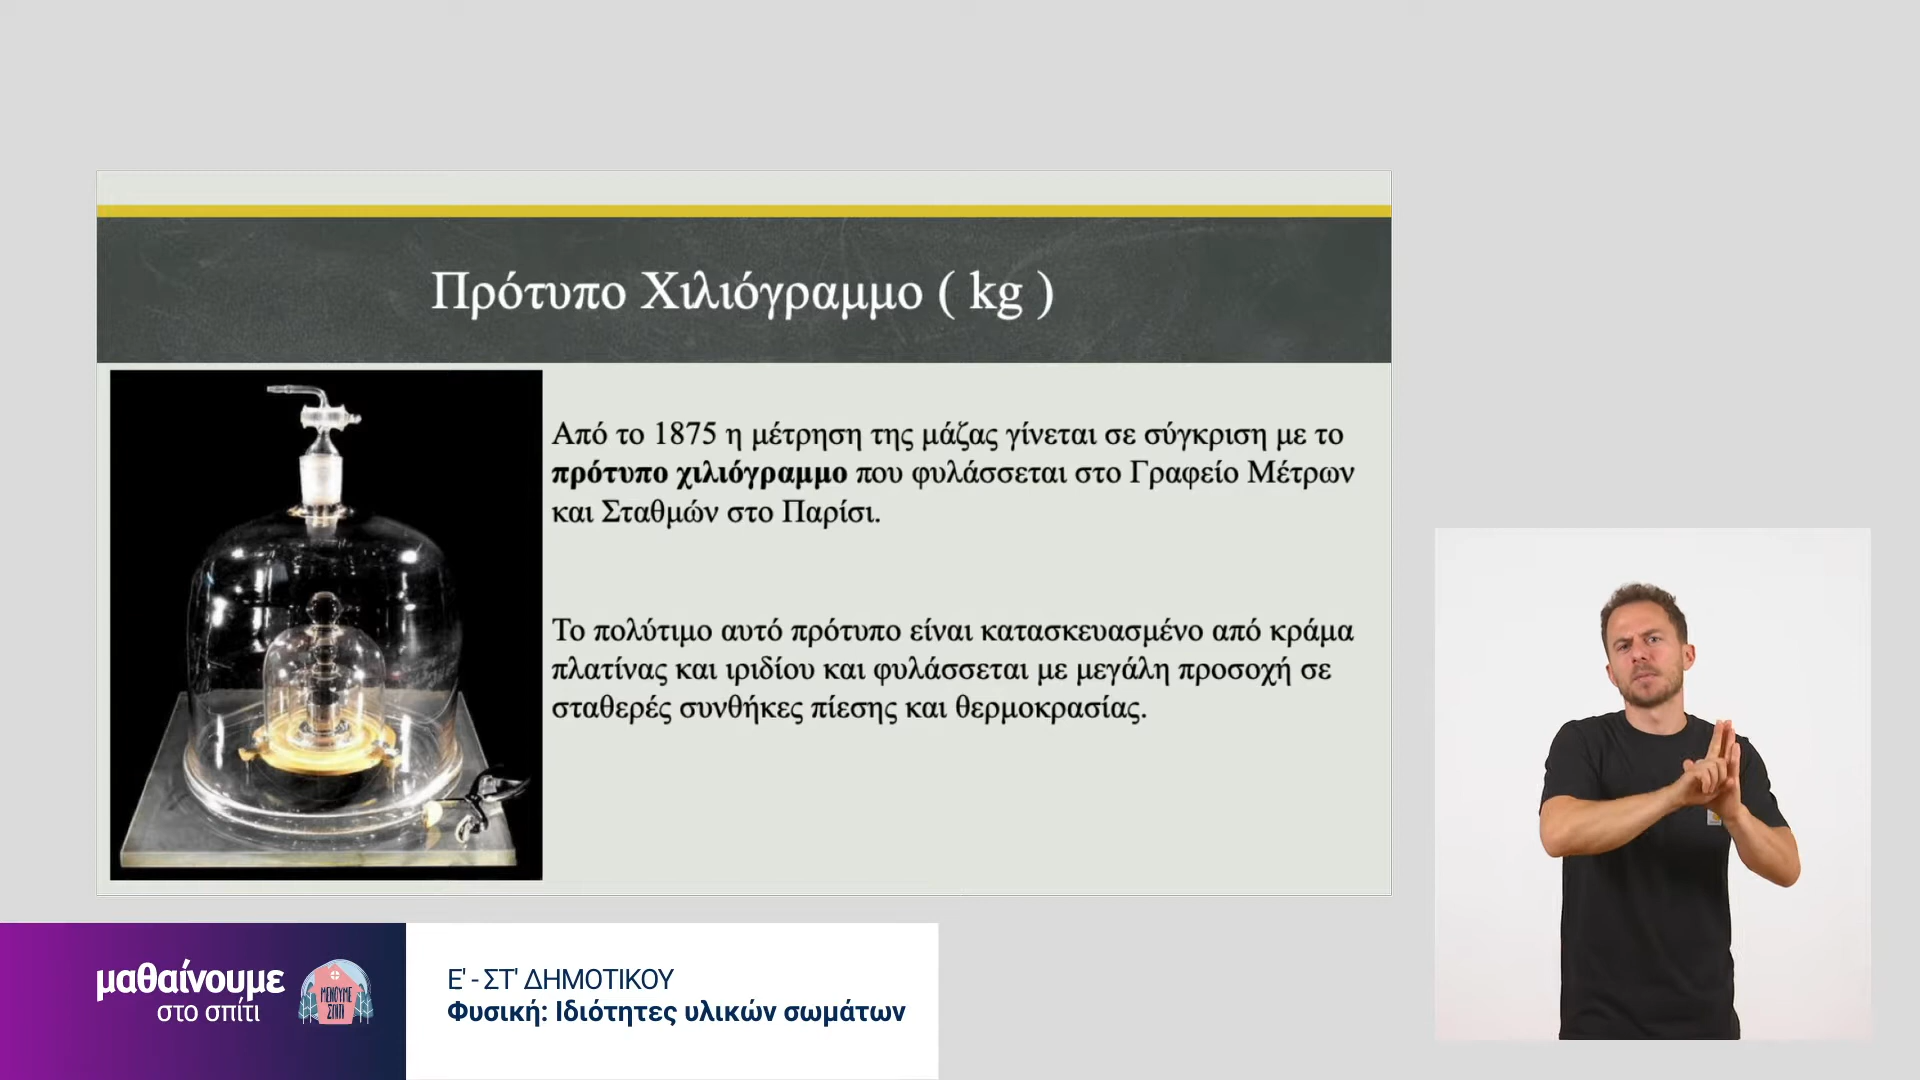 Πρότυπο Χιλιόγραμμο ( kg )
Από το 1875 η μέτρηση της μάζας γίνεται σε σύγκριση με το
πρότυπο χιλιόγραμμο που φυλάσσεται στο Γραφείο Μέτρων
και Σταθμών στο Παρίσι.
Το πολύτιμο αυτό πρότυπο είναι κατασκευασμένο από κράμα
πλατίνας και ιριδίου και φυλάσσεται με μεγάλη προσοχή σε
σταθερές συνθήκες πίεσης και θερμοκρασίας.
μαθαίνουμε
στο σπίτι
ΜΕΝΟΥΜΕ
ΣΠΙΤΙ
Ε' - ΣΤ' ΔΗΜΟΤΙΚΟΥ
Φυσική: Ιδιότητες υλικών σωμάτων